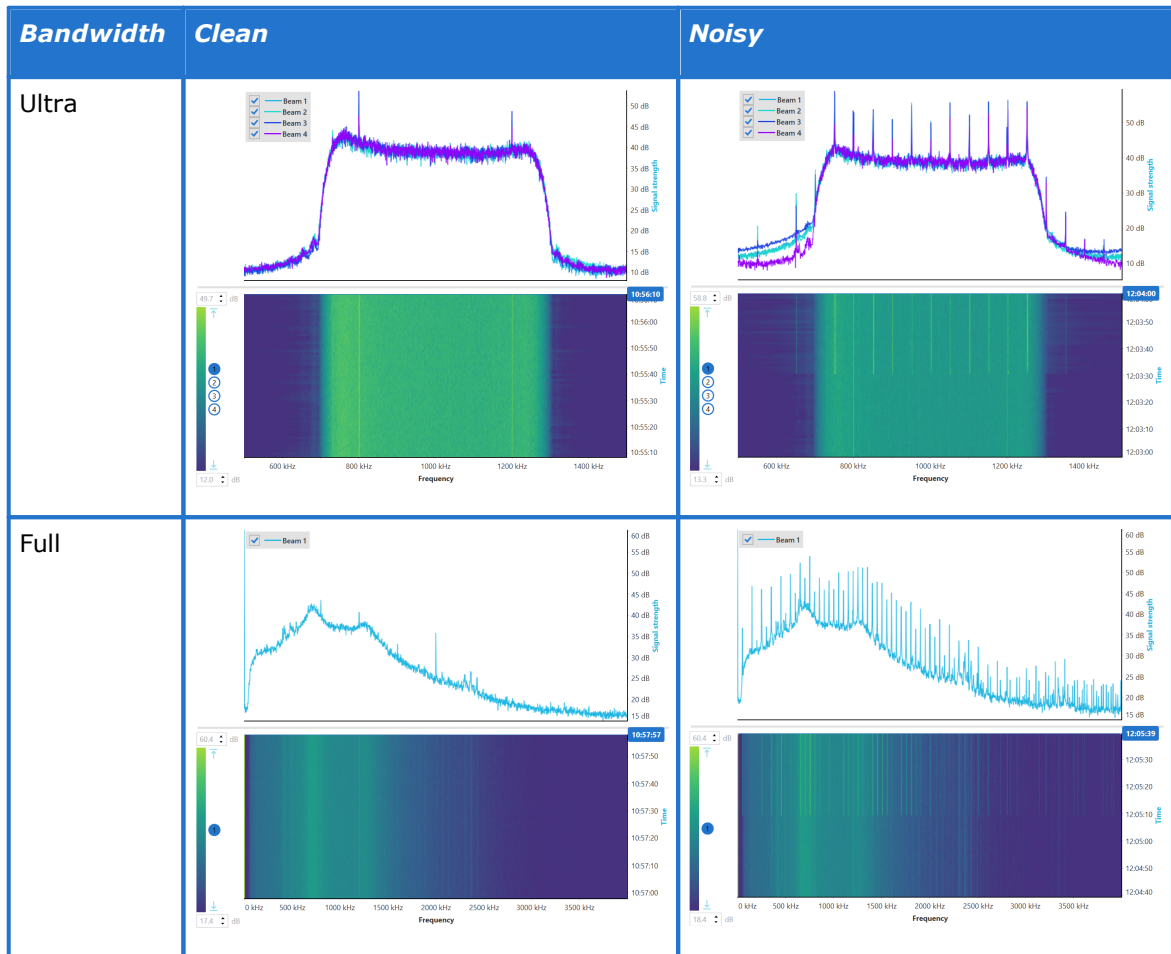 Bandwidth Clean Noisy
Ultra
Beam 1
Beam 2
Beam 3
Beam 4
50 dB
45 dB
40 dB
35 dB
30 dB
25 dB
20 dB
15 dB
10 dB
Signal strength
49.7 dB
12.0 dB
1
2
3
4
10:56:10
10:56:00
10:55:50
10:55:40
10:55:30
10:55:20
10:55:10
Time
600 kHz 800 kHz 1000 kHz 1200 kHz 1400 kHz
Frequency
Beam 1
Beam 2
Beam 3
Beam 4
50 dB
40 dB
30 dB
20 dB
10 dB
Signal strength
58.8 dB
13.3 dB
1
2
3
4
12:04:00
12:03:50
12:03:40
12:03:30
12:03:20
12:03:10
12:03:00
Time
600 kHz 800 kHz 1000 kHz 1200 kHz 1400 kHz
Frequency
Full
Beam 1
60 dB
55 dB
50 dB
45 dB
40 dB
35 dB
30 dB
25 dB
20 dB
15 dB
Signal strength
60.4 dB
17.4 dB
1
10:57:57
10:57:50
10:57:40
10:57:30
10:57:20
10:57:10
10:57:00
Time
0 kHz 500 kHz 1000 kHz 1500 kHz 2000 kHz 2500 kHz 3000 kHz 3500 kHz
Frequency
Beam 1
60 dB
55 dB
50 dB
45 dB
40 dB
35 dB
30 dB
25 dB
20 dB
15 dB
Signal strength
60.4 dB
18.4 dB
1
12:05:39
12:05:30
12:05:20
12:05:10
12:05:00
12:04:50
12:04:40
Time
0 kHz 500 kHz 1000 kHz 1500 kHz 2000 kHz 2500 kHz 3000 kHz 3500 kHz
Frequency